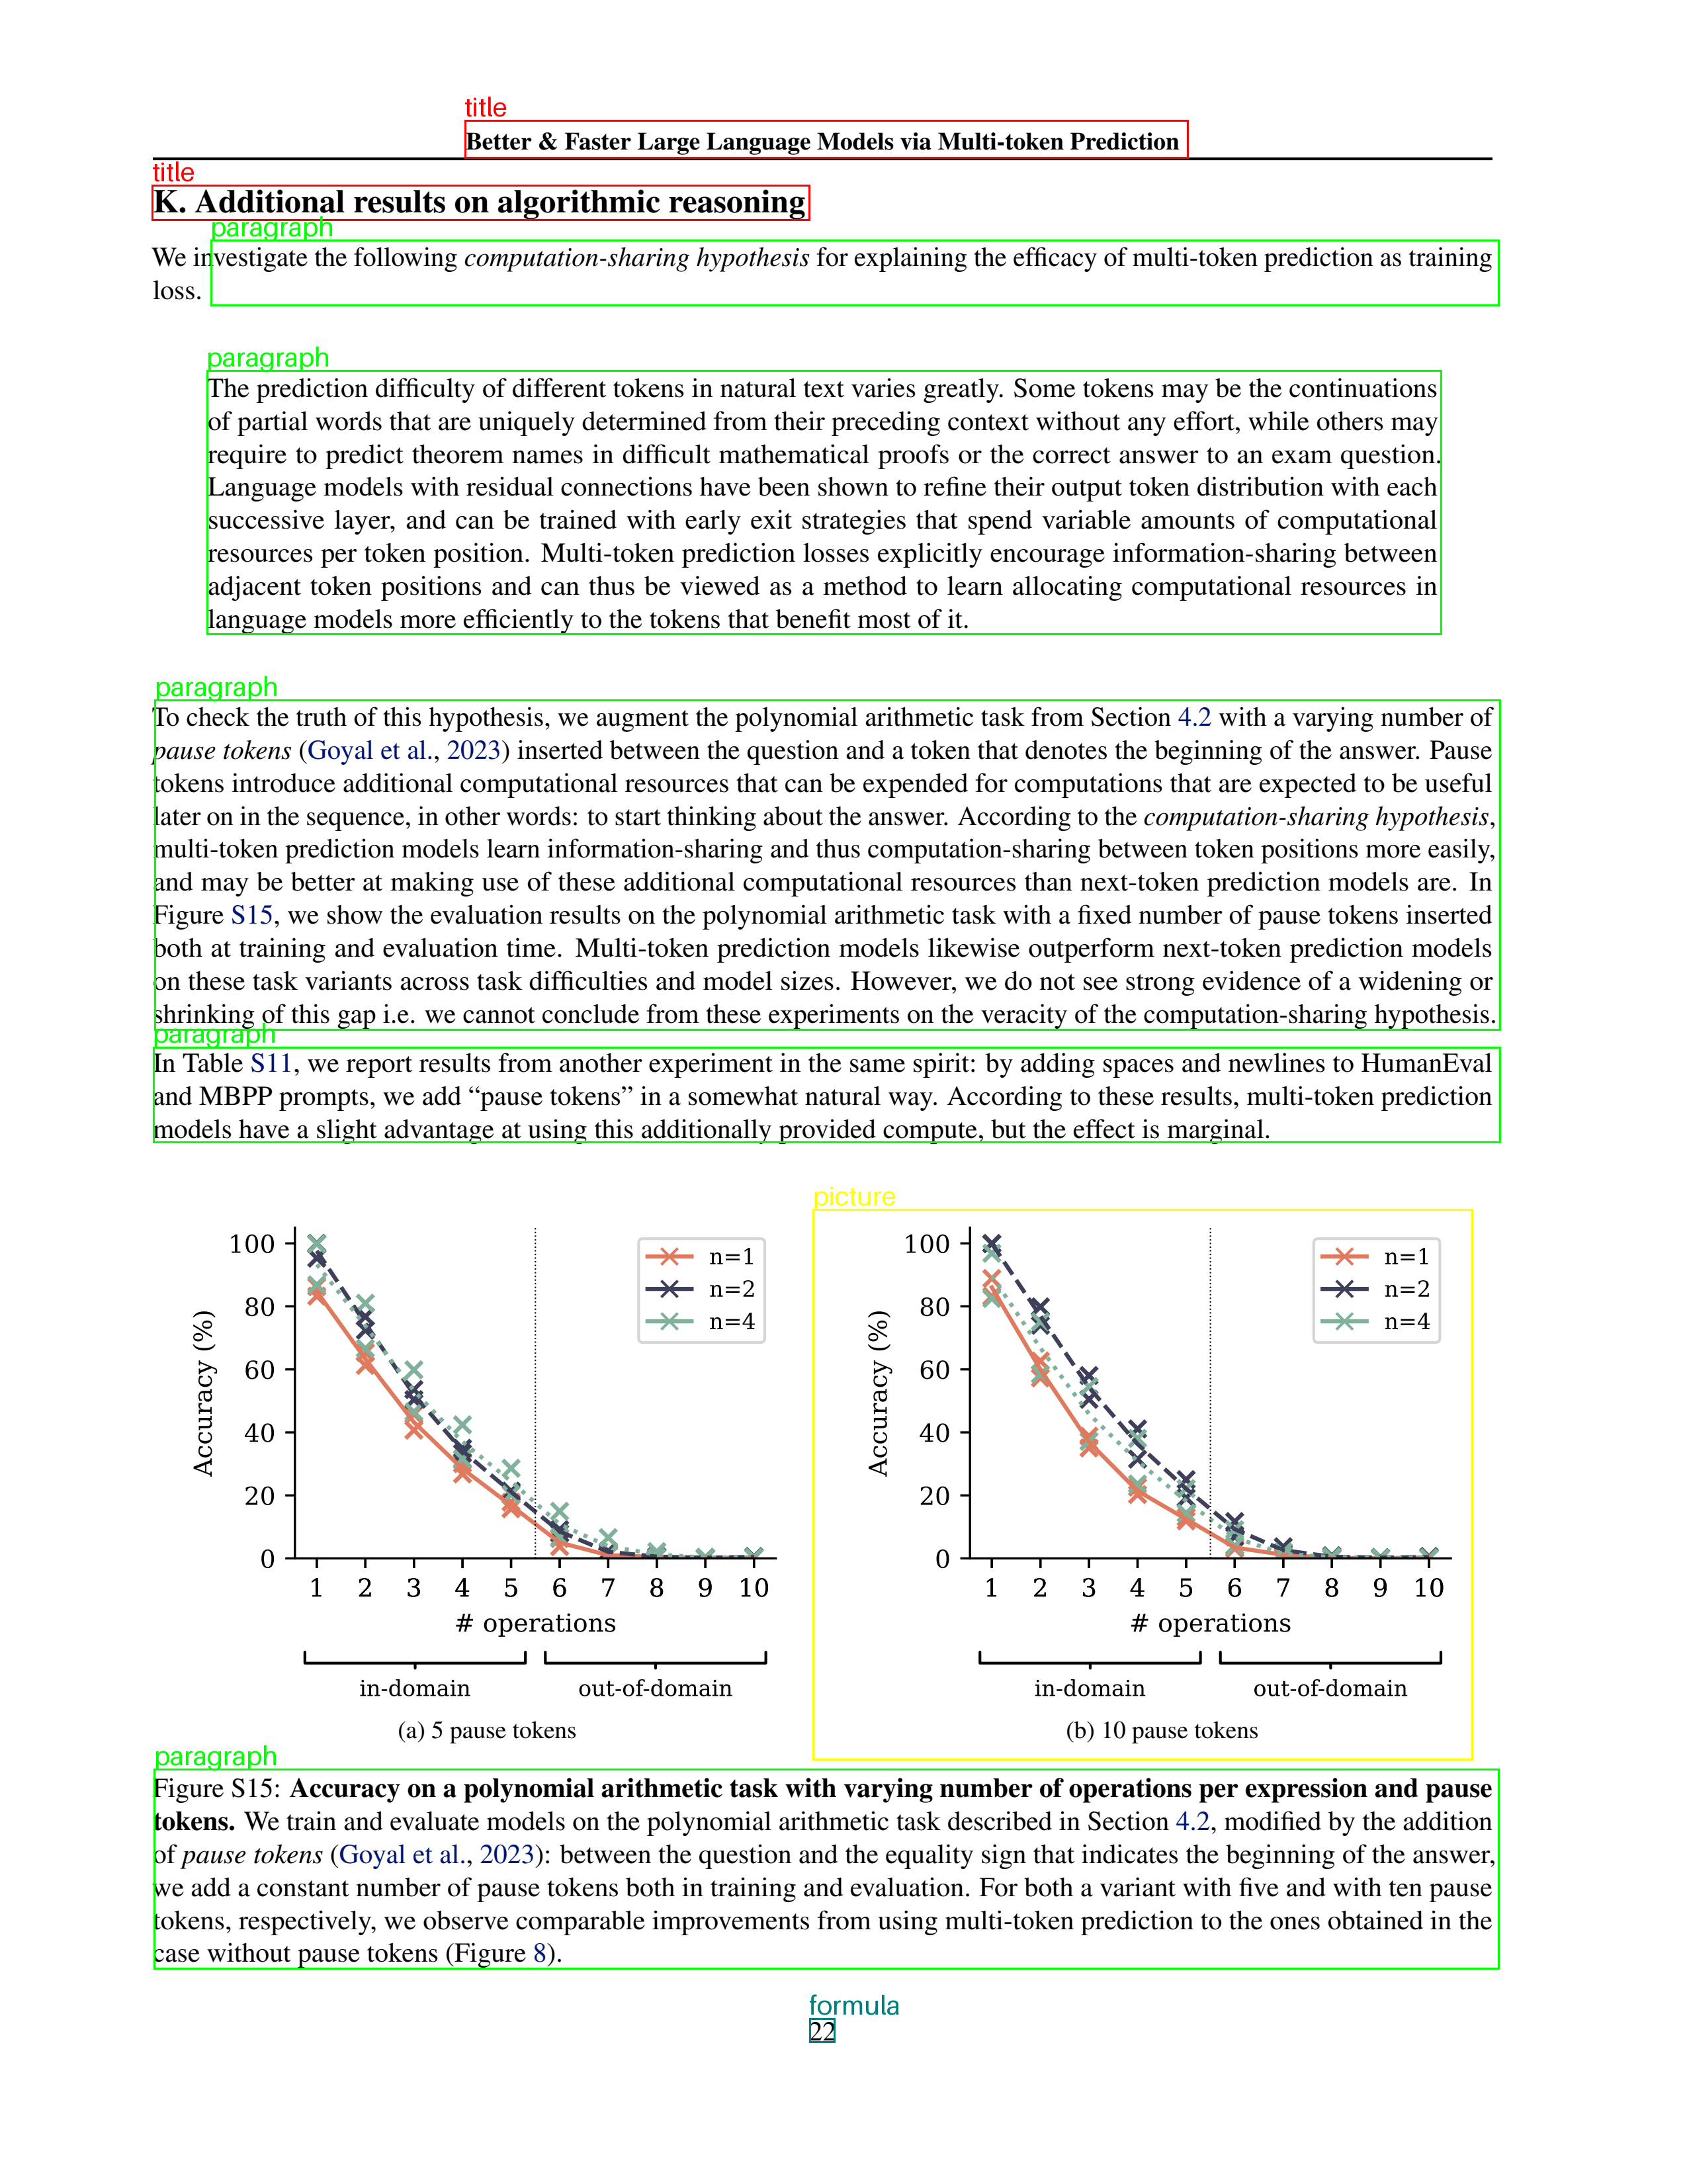 title
Better & Faster Large Language Models via Multi-token Prediction
title
K. Additional results on algorithmic reasoning
paragraph
We investigate the following computation-sharing hypothesis for explaining the efficacy of multi-token prediction as training
loss.
paragraph
The prediction difficulty of different tokens in natural text varies greatly. Some tokens may be the continuations
of partial words that are uniquely determined from their preceding context without any effort, while others may
require to predict theorem names in difficult mathematical proofs or the correct answer to an exam question.
Language models with residual connections have been shown to refine their output token distribution with each
successive layer, and can be trained with early exit strategies that spend variable amounts of computational
resources per token position. Multi-token prediction losses explicitly encourage information-sharing between
adjacent token positions and can thus be viewed as a method to learn allocating computational resources in
language models more efficiently to the tokens that benefit most of it.
paragraph
To check the truth of this hypothesis, we augment the polynomial arithmetic task from Section 4.2 with a varying number of
pause tokens (Goyal et al., 2023) inserted between the question and a token that denotes the beginning of the answer. Pause
tokens introduce additional computational resources that can be expended for computations that are expected to be useful
later on in the sequence, in other words: to start thinking about the answer. According to the computation-sharing hypothesis,
multi-token prediction models learn information-sharing and thus computation-sharing between token positions more easily,
and may be better at making use of these additional computational resources than next-token prediction models are. In
Figure S15, we show the evaluation results on the polynomial arithmetic task with a fixed number of pause tokens inserted
both at training and evaluation time. Multi-token prediction models likewise outperform next-token prediction models
on these task variants across task difficulties and model sizes. However, we do not see strong evidence of a widening or
shrinking of this gap i.e. we cannot conclude from these experiments on the veracity of the computation-sharing hypothesis.
paragraph
In Table S11, we report results from another experiment in the same spirit: by adding spaces and newlines to HumanEval
and MBPP prompts, we add “pause tokens” in a somewhat natural way. According to these results, multi-token prediction
models have a slight advantage at using this additionally provided compute, but the effect is marginal.
100
80
60
40
20
0
Accuracy (%)
n=1
n=2
n=4
1 2 3 4 5 6 7 8 9 10
# operations
in-domain out-of-domain
(a) 5 pause tokens
picture
100
80
60
40
20
0
Accuracy (%)
n=1
n=2
n=4
1 2 3 4 5 6 7 8 9 10
# operations
in-domain out-of-domain
(b) 10 pause tokens
paragraph
Figure S15: Accuracy on a polynomial arithmetic task with varying number of operations per expression and pause
tokens. We train and evaluate models on the polynomial arithmetic task described in Section 4.2, modified by the addition
of pause tokens (Goyal et al., 2023): between the question and the equality sign that indicates the beginning of the answer,
we add a constant number of pause tokens both in training and evaluation. For both a variant with five and with ten pause
tokens, respectively, we observe comparable improvements from using multi-token prediction to the ones obtained in the
case without pause tokens (Figure 8).
formula
22